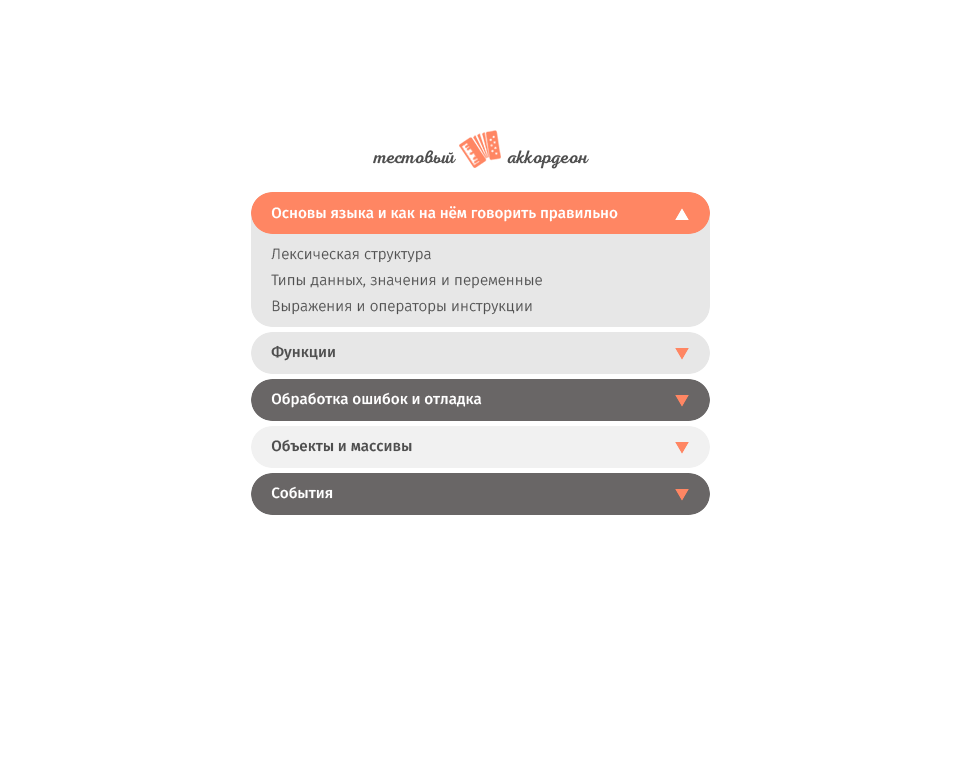 тестовый аккордеон
Основы языка и как на нём говорить правильно
Лексическая структура
Типы данных, значения и переменные
Выражения и операторы инструкции
Функции
Обработка ошибок и отладка
Объекты и массивы
События